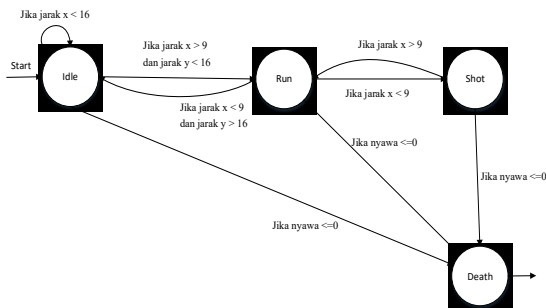 Jika jarak x < 16
Start
Idle
Jika jarak x > 9
dan jarak y < 16
Jika jarak x < 9
dan jarak y > 16
Run
Jika jarak x > 9
Jika jarak x < 9
Shot
Jika nyawa <=0
Jika nyawa <=0
Jika nyawa <=0
Death